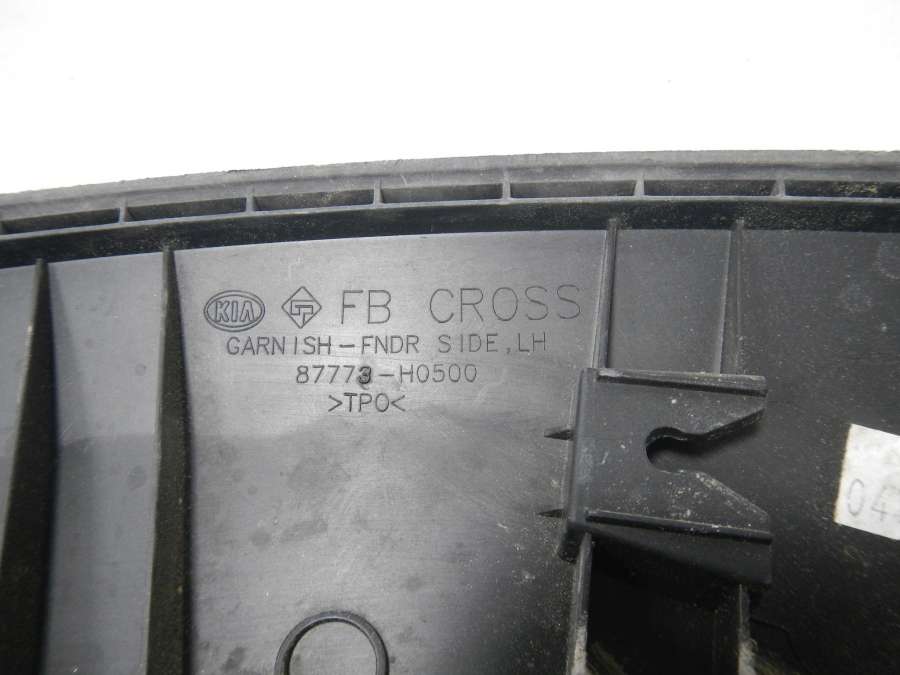 KIA FB CROSS
GARNISH-FNDR SIDE, LH
87773-H0500
>TPO<